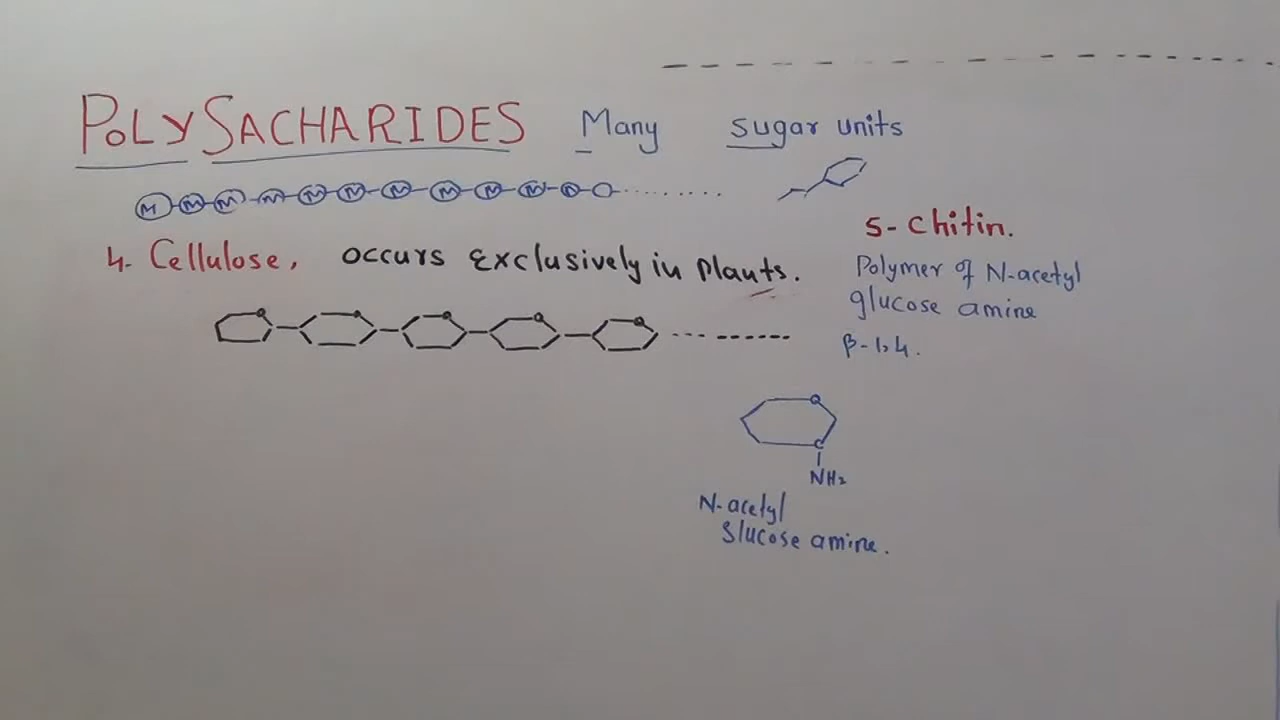 PoLySACHARIDES Many sugar units
M M M M M M M M M M
4. Cellulose, occurs Exclusively in plants.
5- Chitin.
Polymer of N-acetyl
glucose amine
β-1,4.
C
NH2
N-acetyl
glucose amine.